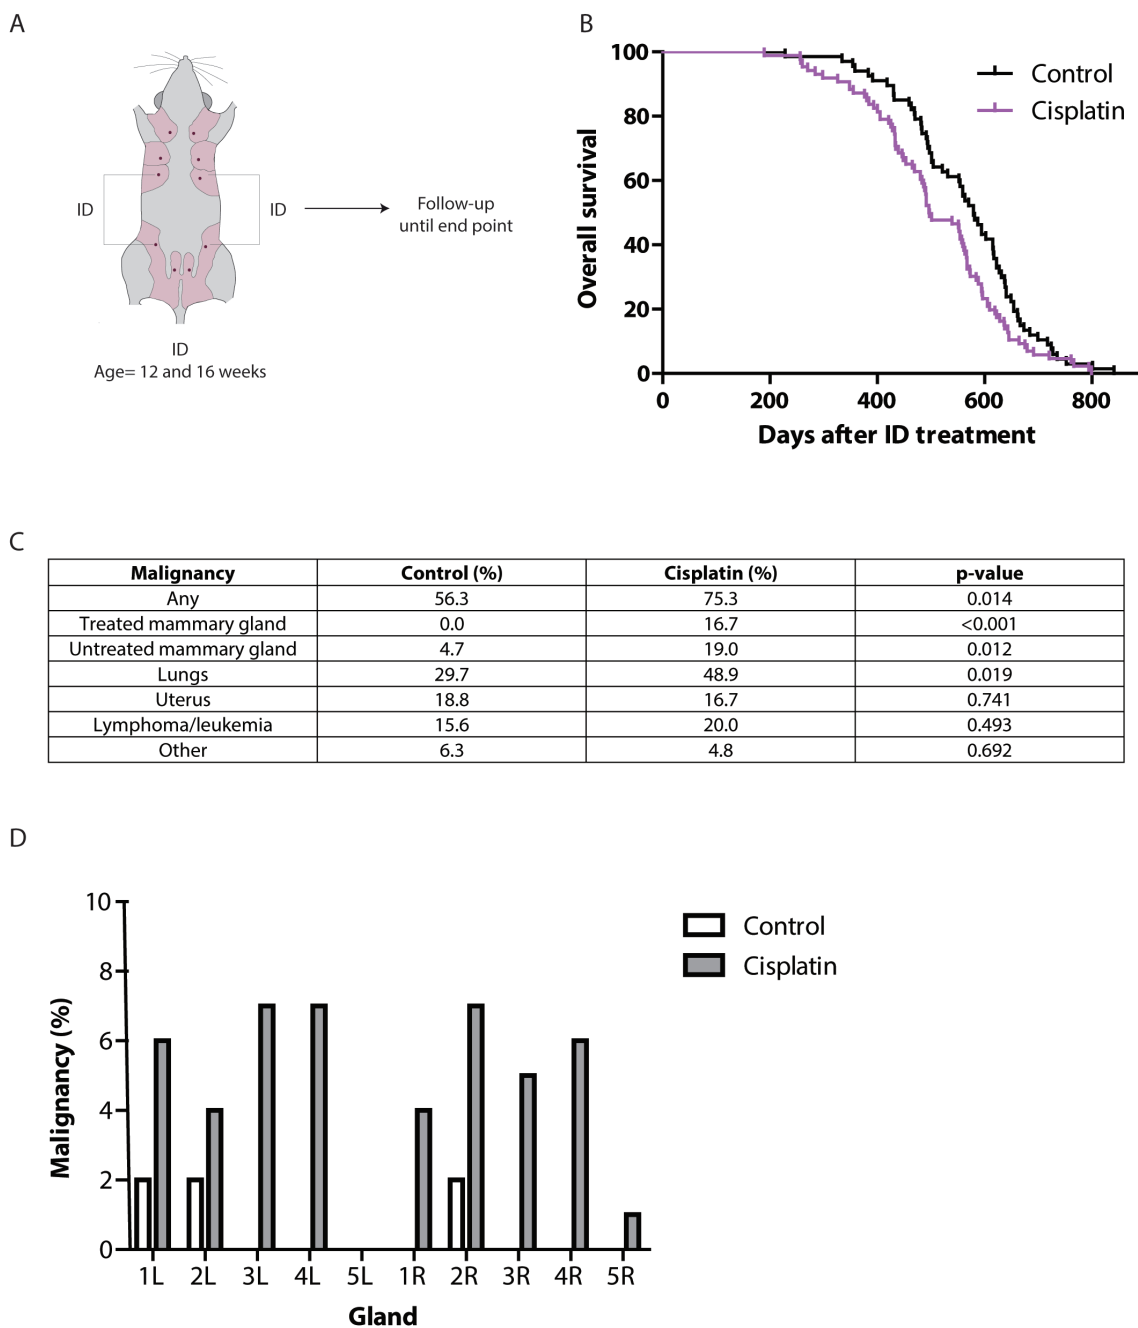 A
ID
ID
Follow-up
until end point
ID
Age= 12 and 16 weeks
B
Overall survival
100
80
60
40
20
0
0 200 400 600 800
Days after ID treatment
Control
Cisplatin
C
Malignancy Control (%) Cisplatin (%) p-value
Any 56.3 75.3 0.014
Treated mammary gland 0.0 16.7 <0.001
Untreated mammary gland 4.7 19.0 0.012
Lungs 29.7 48.9 0.019
Uterus 18.8 16.7 0.741
Lymphoma/leukemia 15.6 20.0 0.493
Other 6.3 4.8 0.692
D
Malignancy (%)
10
8
6
4
2
0
1L 2L 3L 4L 5L 1R 2R 3R 4R 5R
Gland
Control
Cisplatin